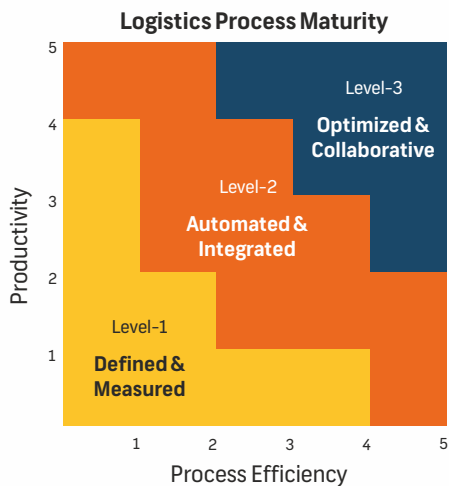 Logistics Process Maturity
5
4
3
2
1
Productivity
Level-3
Optimized &
Collaborative
Level-2
Automated &
Integrated
Level-1
Defined &
Measured
1
2
3
4
5
Process Efficiency